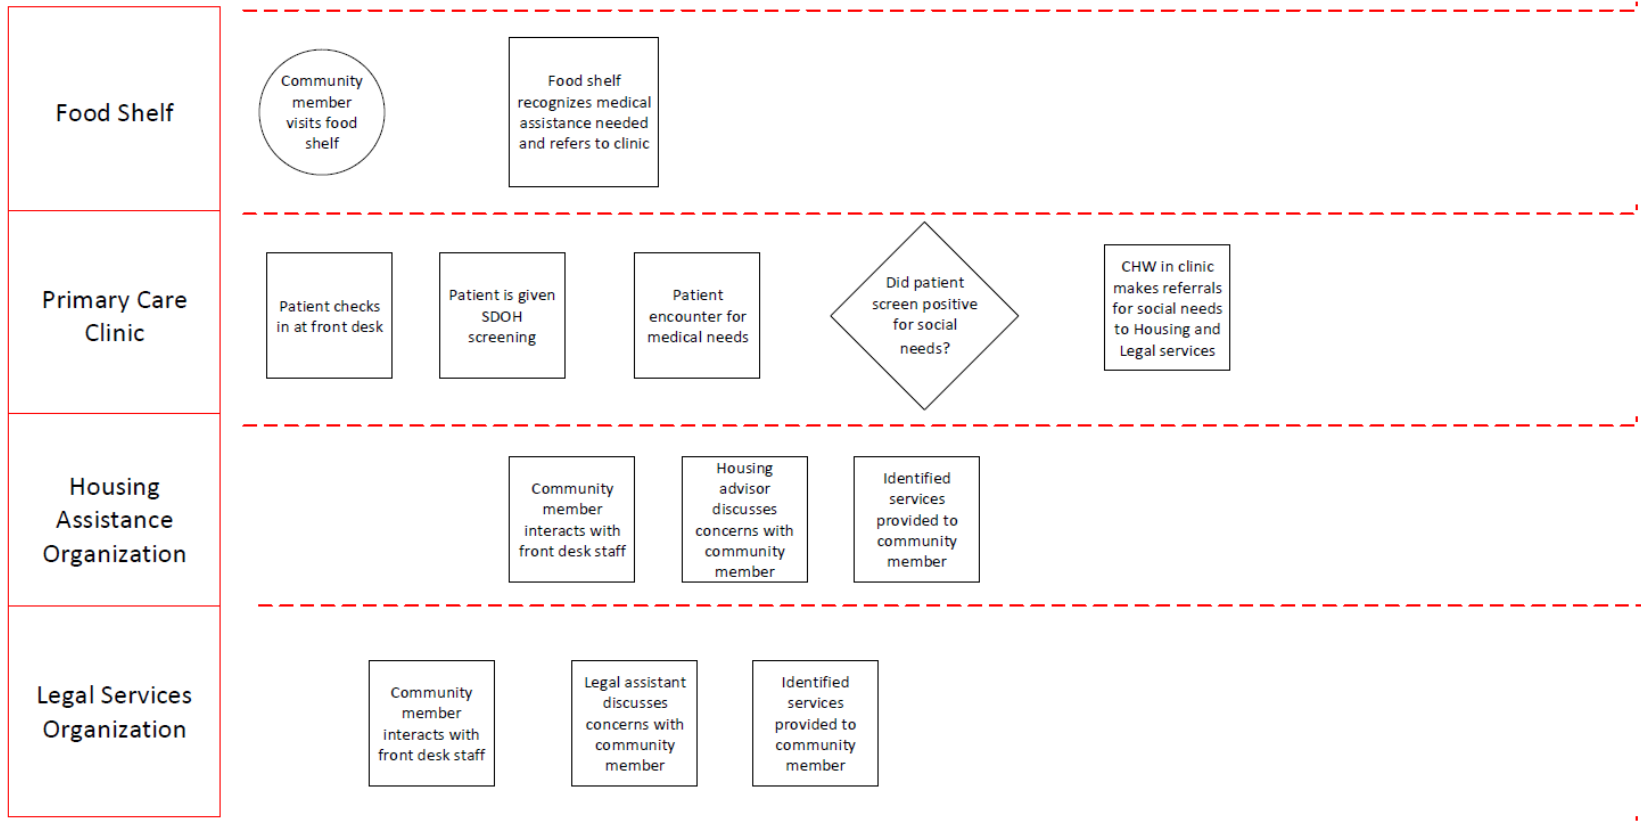 Food Shelf
Community
member
visits food
shelf
Food shelf
recognizes medical
assistance needed
and refers to clinic
Primary Care
Clinic
Patient checks
in at front desk
Patient is given
SDOH
screening
Patient
encounter for
medical needs
Did patient
screen positive
for social
needs?
CHW in clinic
makes referrals
for social needs
to Housing and
Legal services
Housing
Assistance
Organization
Community
member
interacts with
front desk staff
Housing
advisor
discusses
concerns with
community
member
Identified
services
provided to
community
member
Legal Services
Organization
Community
member
interacts with
front desk staff
Legal assistant
discusses
concerns with
community
member
Identified
services
provided to
community
member